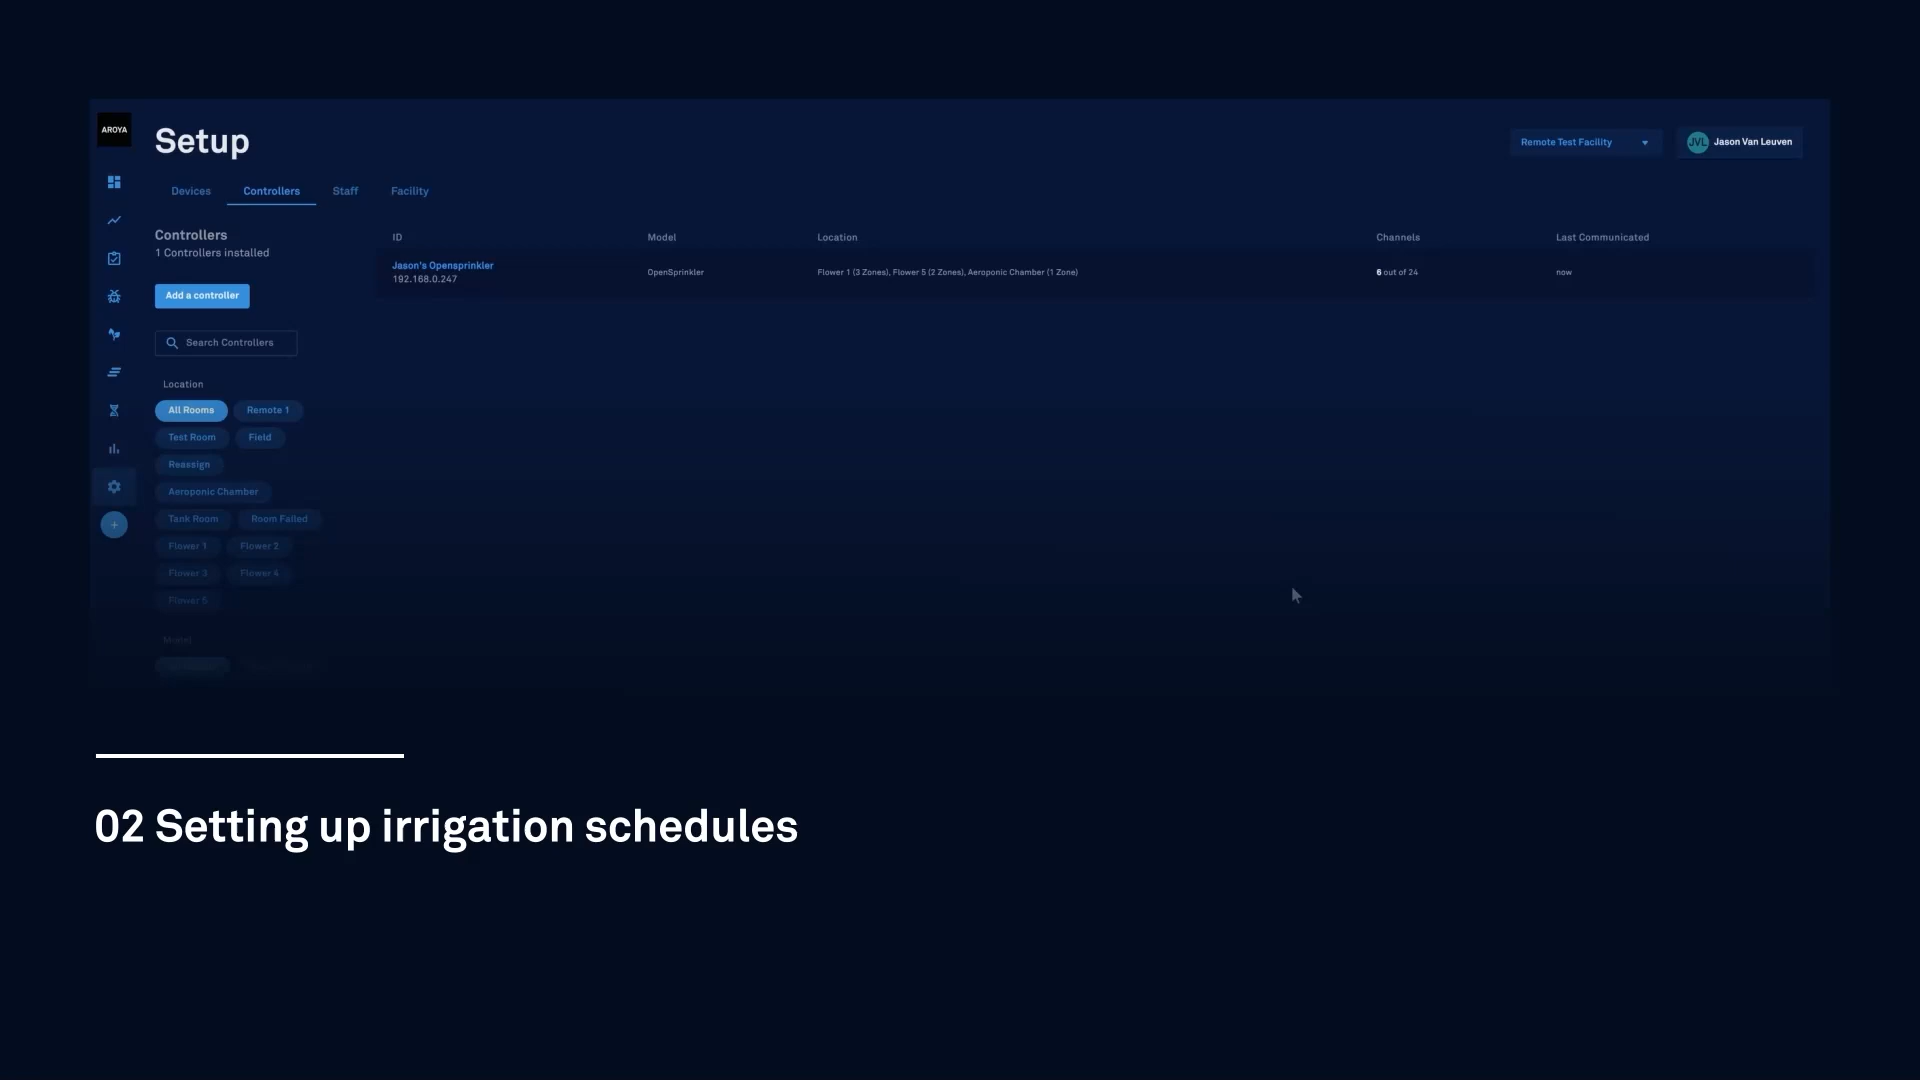 AROYA
Setup
Remote Test Facility
JVL Jason Van Leuven
Devices Controllers Staff Facility
Controllers
1 Controllers installed
Add a controller
Search Controllers
Location
All Rooms Remote 1
Test Room Field
Reassign
Aeroponic Chamber
Tank Room Room Failed
Flower 1 Flower 2
Flower 3 Flower 4
Flower 5
Model
ID Model Location Channels Last Communicated
Jason's Opensprinkler
192.168.0.247
OpenSprinkler Flower 1 (3 Zones), Flower 5 (2 Zones), Aeroponic Chamber (1 Zone) 6 out of 24 now
02 Setting up irrigation schedules